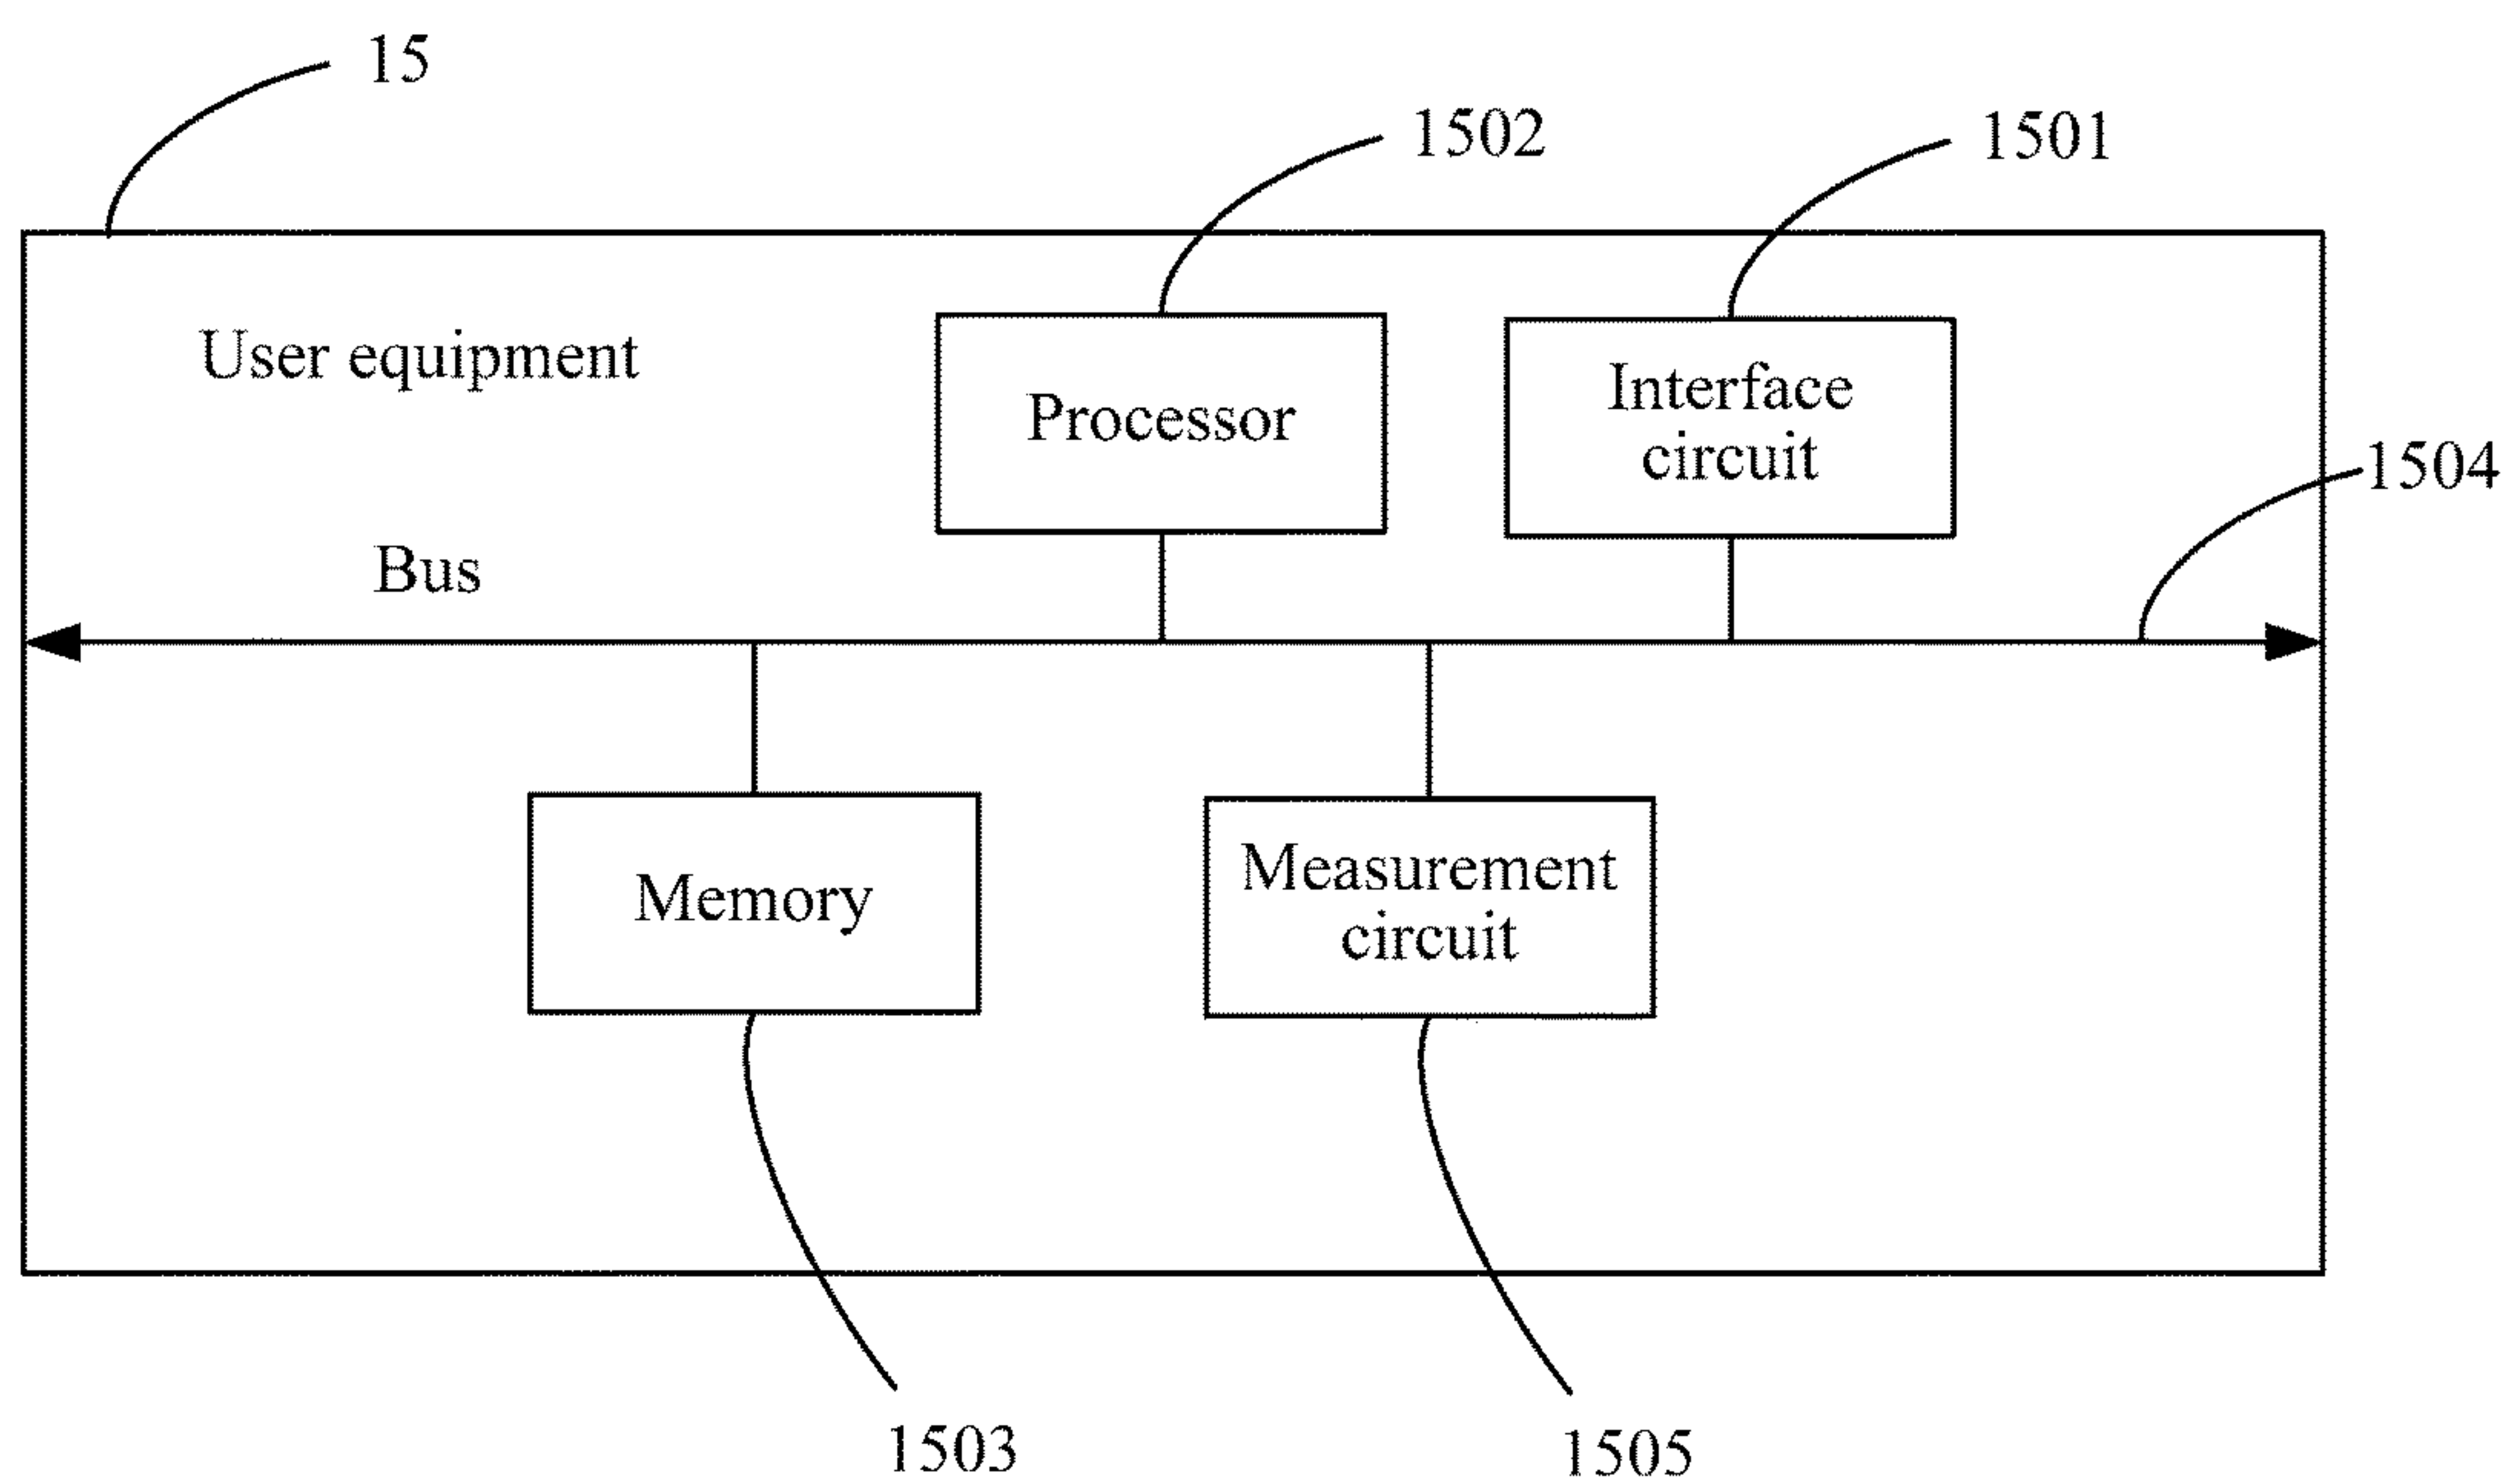 15
1502
1501
User equipment
Processor
Interface
circuit
1504
Bus
Memory
Measurement
circuit
1503
1505